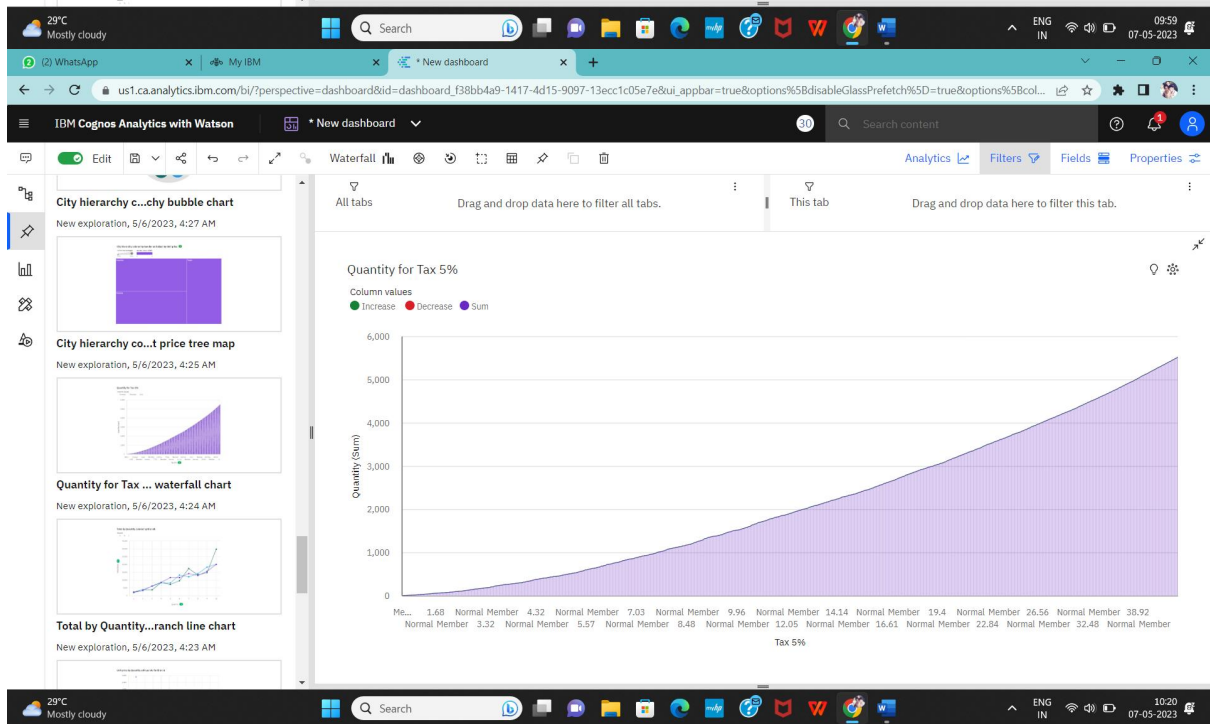 29°C
Mostly cloudy
Search
ENG
IN
09:59
07-05-2023
(2) WhatsApp
My IBM
* New dashboard
us1.ca.analytics.ibm.com/bi/?perspective=dashboard&id=dashboard_f38bb4a9-1417-4d15-9097-13ecc1c05e7e&ui_appbar=true&options%5BdisableGlassPrefetch%5D=true&options%5Bcol...
IBM Cognos Analytics with Watson
* New dashboard
30
Search content
1
Edit
Waterfall
Analytics
Filters
Fields
Properties
All tabs
Drag and drop data here to filter all tabs.
This tab
Drag and drop data here to filter this tab.
City hierarchy c...chy bubble chart
New exploration, 5/6/2023, 4:27 AM
City hierarchy co...t price tree map
New exploration, 5/6/2023, 4:25 AM
Quantity for Tax ... waterfall chart
New exploration, 5/6/2023, 4:24 AM
Total by Quantity...ranch line chart
New exploration, 5/6/2023, 4:23 AM
Quantity for Tax 5%
Column values
Increase Decrease Sum
6,000
5,000
4,000
3,000
2,000
1,000
0
Quantity (Sum)
Me... 1.68 Normal Member 4.32 Normal Member 7.03 Normal Member 9.96 Normal Member 14.14 Normal Member 19.4 Normal Member 26.56 Normal Member 38.92
Normal Member 3.32 Normal Member 5.57 Normal Member 8.48 Normal Member 12.05 Normal Member 16.61 Normal Member 22.84 Normal Member 32.48 Normal Member
Tax 5%
29°C
Mostly cloudy
Search
ENG
IN
10:20
07-05-2023